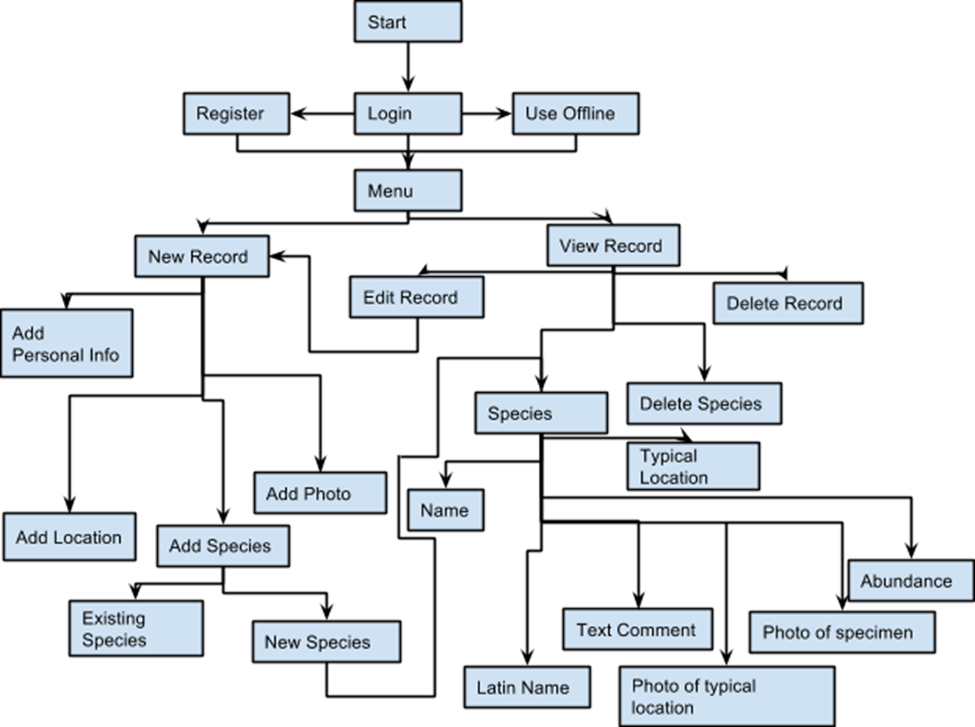 Start
Register
Login
Use Offline
Menu
New Record
View Record
Edit Record
Delete Record
Add
Personal Info
Species
Delete Species
Typical
Location
Add Photo
Name
Add Location
Add Species
Abundance
Existing
Species
New Species
Text Comment
Photo of specimen
Latin Name
Photo of typical
location